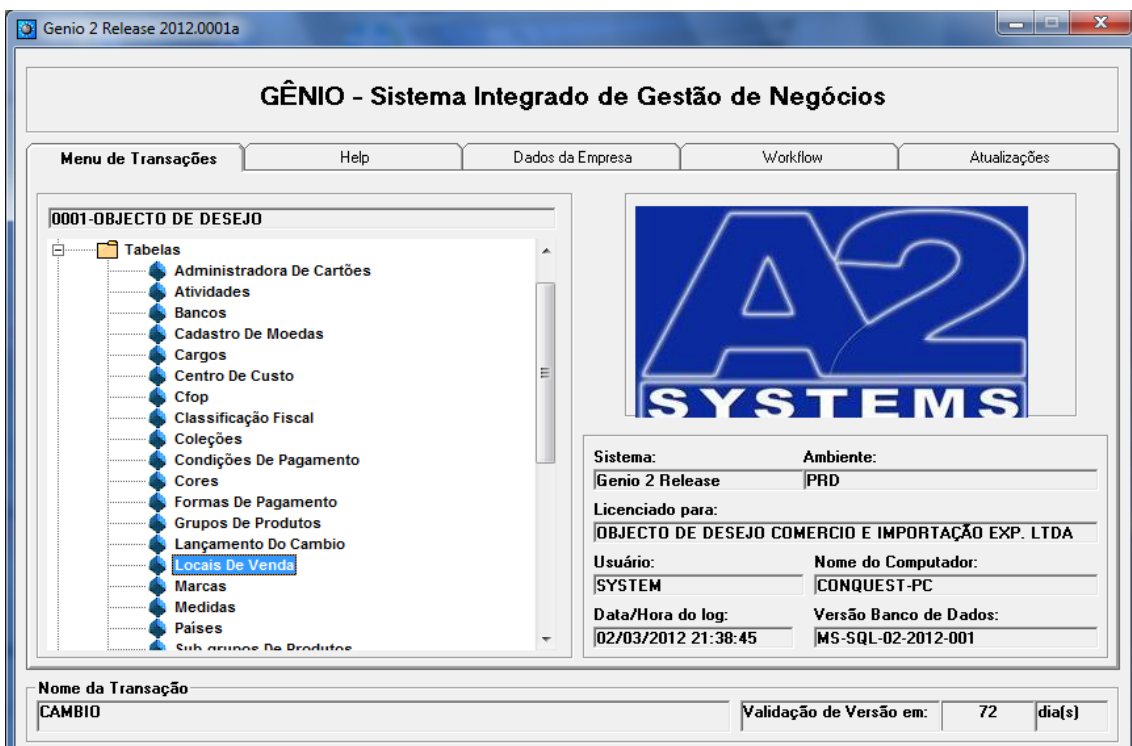 Genio 2 Release 2012.0001a
GÊNIO - Sistema Integrado de Gestão de Negócios
Menu de Transações
Help
Dados da Empresa
Workflow
Atualizações
0001-OBJECTO DE DESEJO
Tabelas
Administradora De Cartões
Atividades
Bancos
Cadastro De Moedas
Cargos
Centro De Custo
Cfop
Classificação Fiscal
Coleções
Condições De Pagamento
Cores
Formas De Pagamento
Grupos De Produtos
Lançamento Do Cambio
Locais De Venda
Marcas
Medidas
Países
Sub grupos De Produtos
A2
SYSTEMS
Sistema: Ambiente:
Genio 2 Release PRD
Licenciado para:
OBJECTO DE DESEJO COMERCIO E IMPORTAÇÃO EXP. LTDA
Usuário: Nome do Computador:
SYSTEM CONQUEST-PC
Data/Hora do log: Versão Banco de Dados:
02/03/2012 21:38:45 MS-SQL-02-2012-001
Nome da Transação
CAMBIO
Validação de Versão em: 72 dia(s)